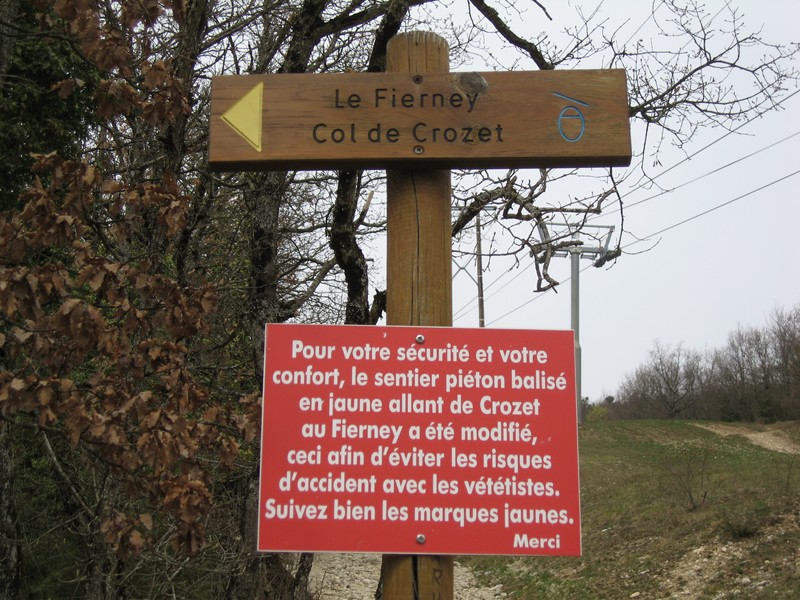 Le Fierney
Col de Crozet
Pour votre sécurité et votre
confort, le sentier piéton balisé
en jaune allant de Crozet
au Fierney a été modifié,
ceci afin d'éviter les risques
d'accident avec les vététistes.
Suivez bien les marques jaunes.
Merci